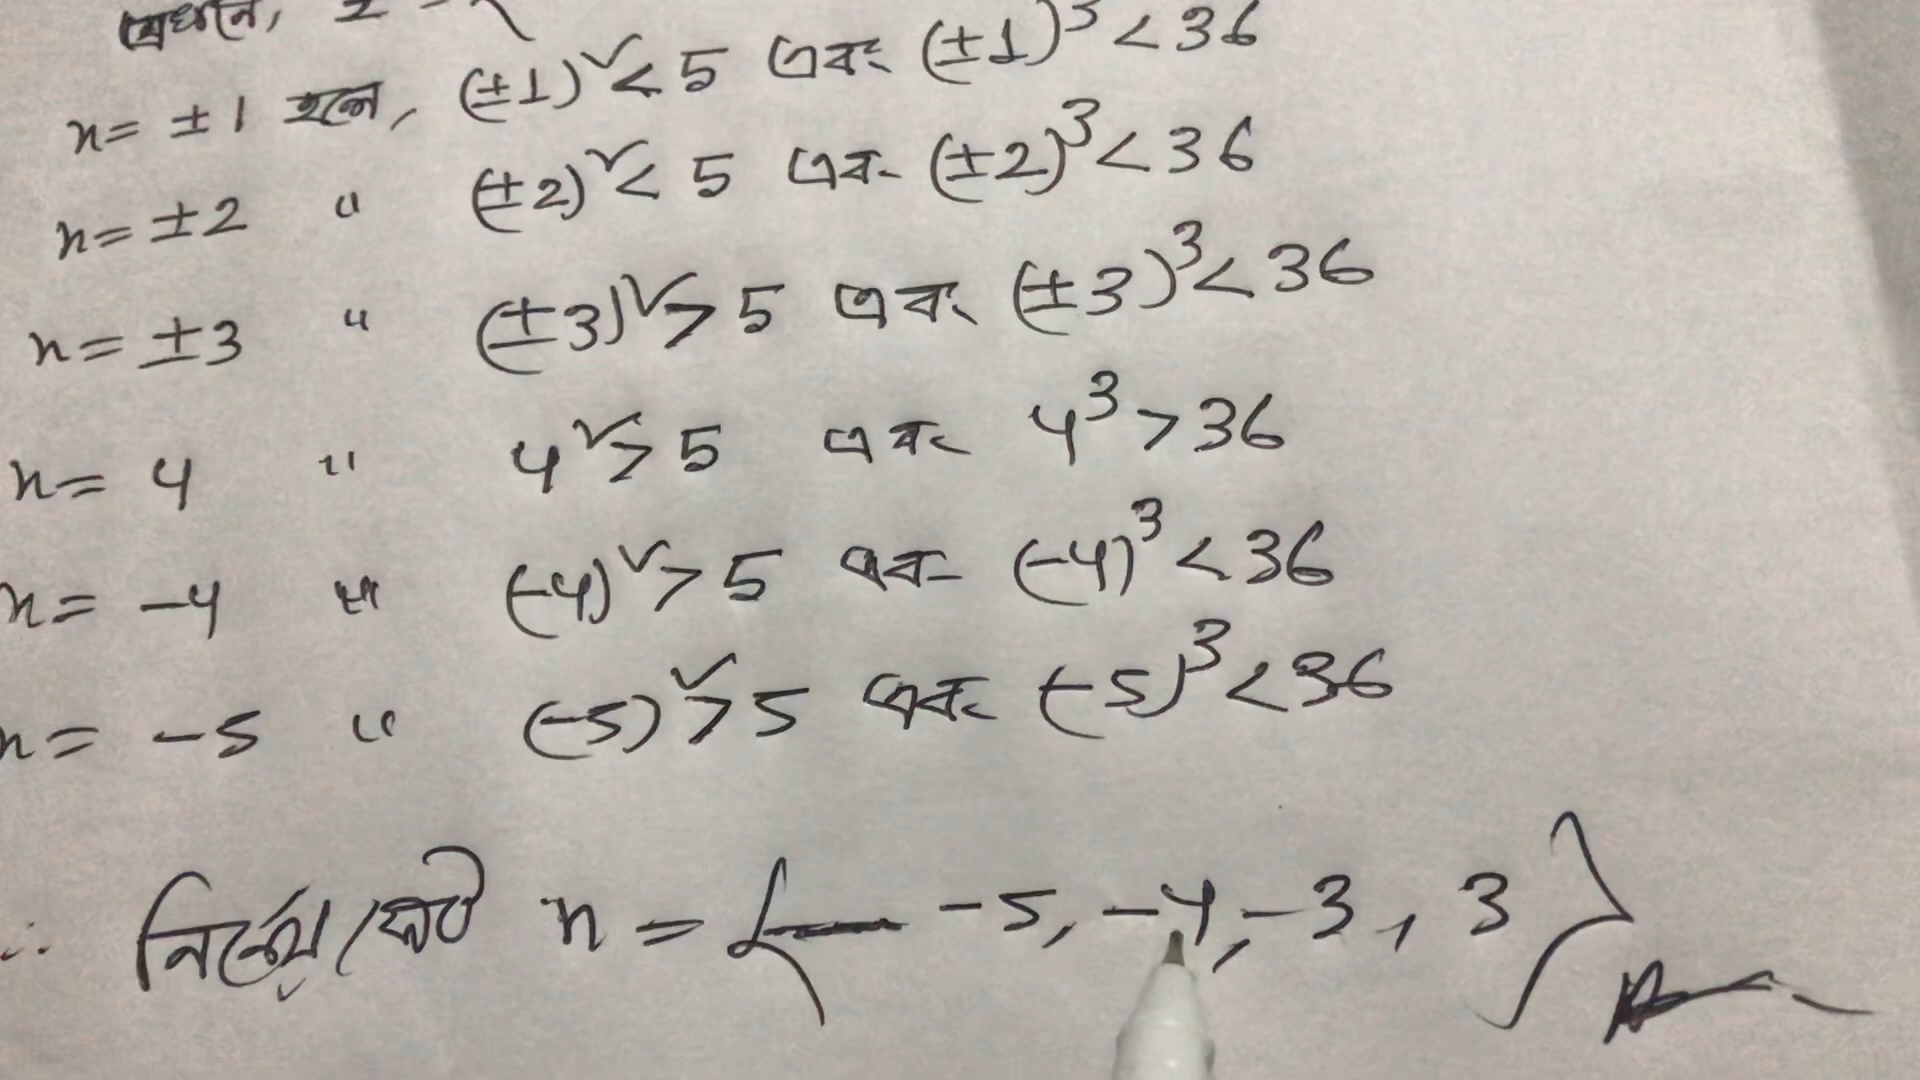 x = ±1 হলে, (±1)² < 5 এবং (±1)³ < 36
x = ±2 " (±2)² < 5 এবং (±2)³ < 36
x = ±3 " (±3)² > 5 এবং (±3)³ < 36
x = 4 " 4² > 5 এবং 4³ > 36
x = -4 " (-4)² > 5 এবং (-4)³ < 36
x = -5 " (-5)² > 5 এবং (-5)³ < 36
∴ নির্ণেয় সেট x = { -5, -4, -3, 3 }